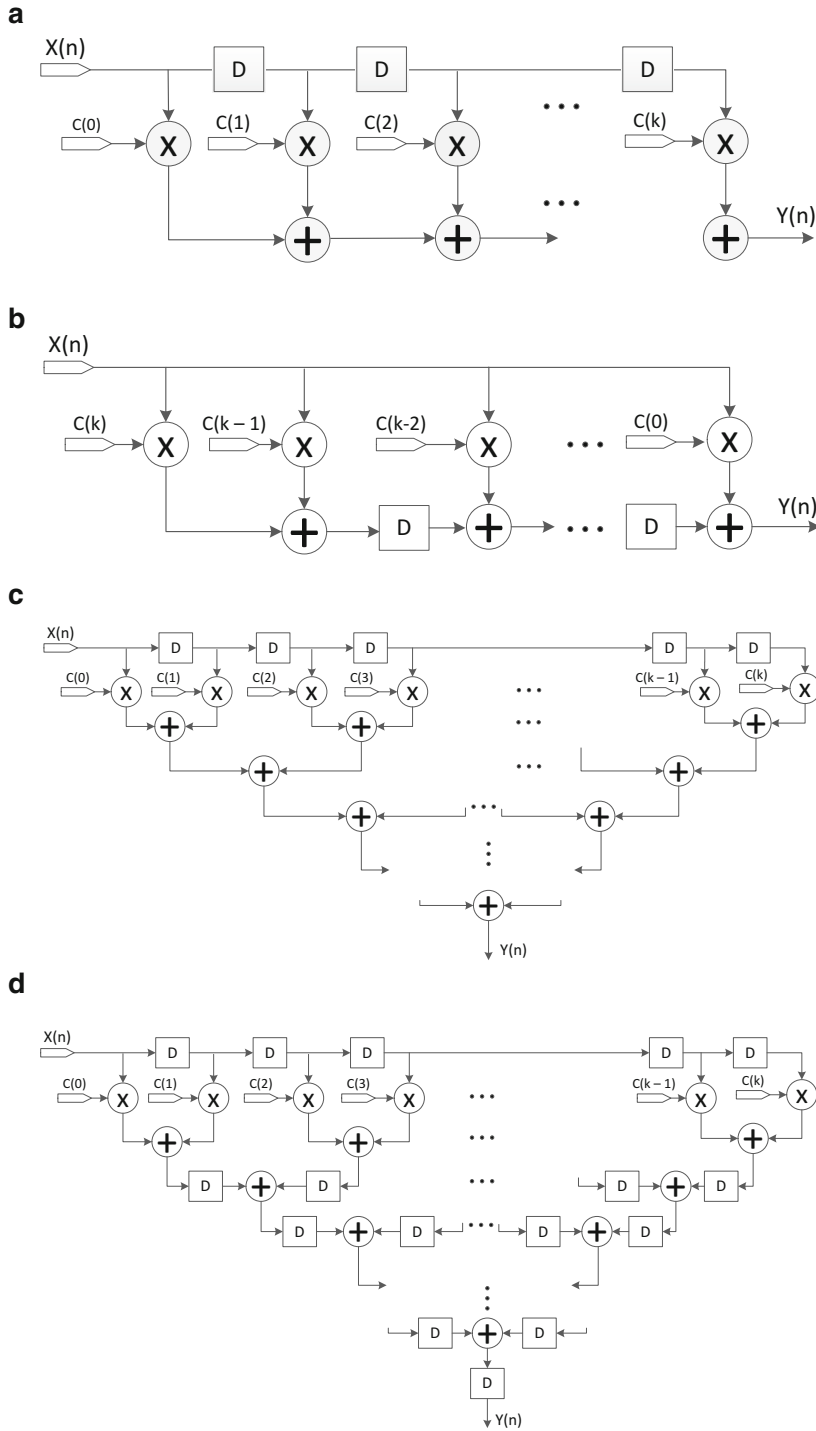 a
X(n)
D D D
C(0) X C(1) X C(2) X ... C(k) X
...
+ + + Y(n)
b
X(n)
C(k) X C(k – 1) X C(k-2) X ... C(0) X
+ D + ... D + Y(n)
c
X(n) D D D D D
C(0) X C(1) X C(2) X C(3) X ... C(k – 1) X C(k) X
+ + ... +
+ ... +
+ ... +
...
+
Y(n)
d
X(n) D D D D D
C(0) X C(1) X C(2) X C(3) X ... C(k – 1) X C(k) X
+ + ... +
D + D ... D + D
D + D ... D + D
...
D + D
D
Y(n)